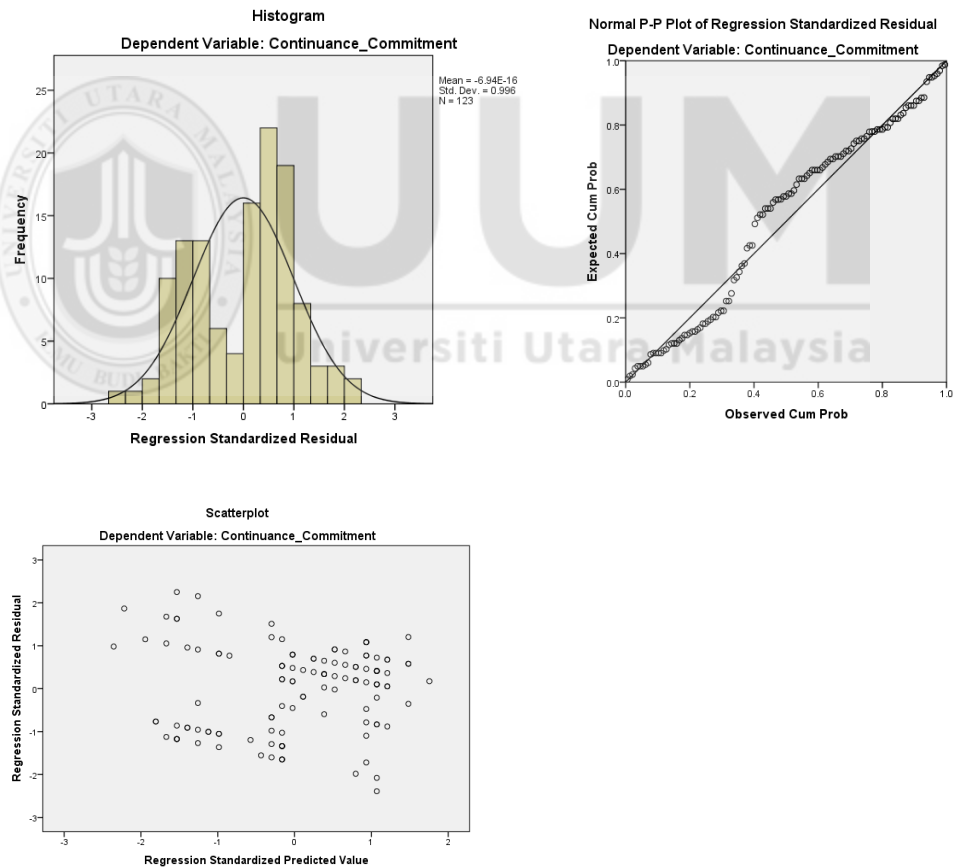 Histogram
Dependent Variable: Continuance_Commitment
Mean = -6.94E-16
Std. Dev. = 0.996
N = 123
Frequency
25
20
15
10
5
0
-3 -2 -1 0 1 2 3
Regression Standardized Residual
Normal P-P Plot of Regression Standardized Residual
Dependent Variable: Continuance_Commitment
Expected Cum Prob
1.0
0.8
0.6
0.4
0.2
0.0
0.0 0.2 0.4 0.6 0.8 1.0
Observed Cum Prob
UUM
Universiti Utara Malaysia
UNIVERSITI UTARA MALAYSIA
Scatterplot
Dependent Variable: Continuance_Commitment
Regression Standardized Residual
3
2
1
0
-1
-2
-3
-3 -2 -1 0 1 2
Regression Standardized Predicted Value